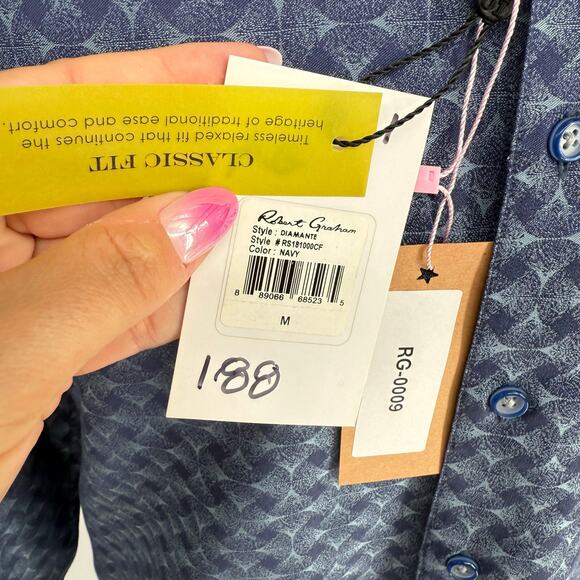 CLASSIC FIT
Timeless relaxed fit that continues the
heritage of traditional ease and comfort.
Robert Graham
Style : DIAMANTE
Style # RS181000CF
Color : NAVY
8 89066 68523 5
M
188
RG-0009